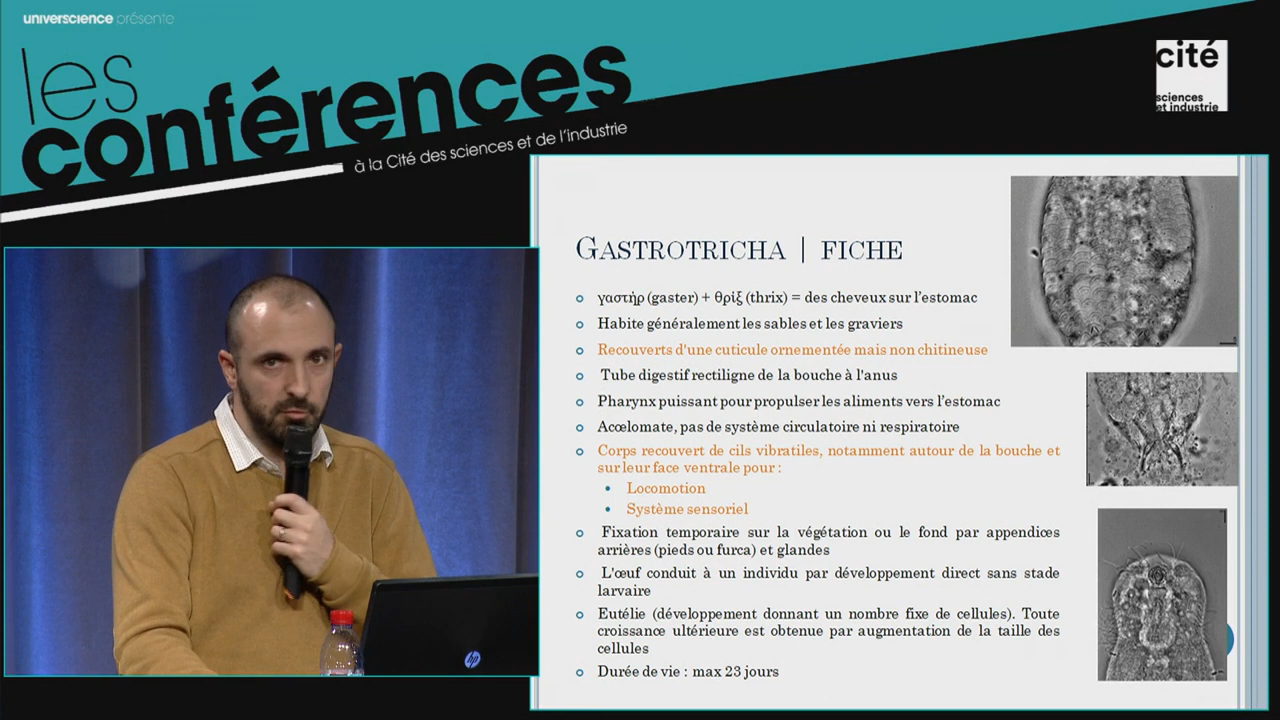 universcience présente
les
conférences
à la Cité des sciences et de l'industrie
cité
sciences
et industrie
GASTROTRICHA | FICHE
γαστὴρ (gaster) + θρὶξ (thrix) = des cheveux sur l'estomac
Habite généralement les sables et les graviers
Recouverts d'une cuticule ornementée mais non chitineuse
Tube digestif rectiligne de la bouche à l'anus
Pharynx puissant pour propulser les aliments vers l'estomac
Acœlomate, pas de système circulatoire ni respiratoire
Corps recouvert de cils vibratiles, notamment autour de la bouche et
sur leur face ventrale pour :
Locomotion
Système sensoriel
Fixation temporaire sur la végétation ou le fond par appendices
arrières (pieds ou furca) et glandes
L'œuf conduit à un individu par développement direct sans stade
larvaire
Eutélie (développement donnant un nombre fixe de cellules). Toute
croissance ultérieure est obtenue par augmentation de la taille des
cellules
Durée de vie : max 23 jours
hp